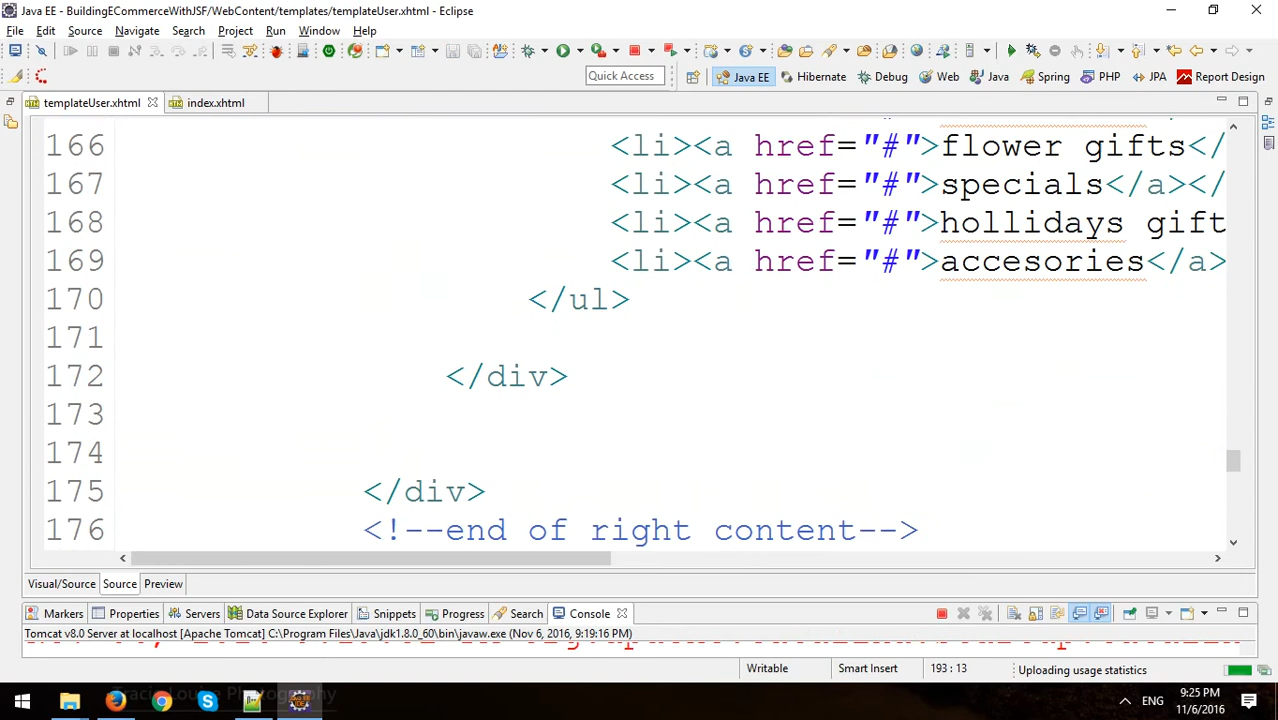 Java EE - BuildingECommerceWithJSF/WebContent/templates/templateUser.xhtml - Eclipse
File Edit Source Navigate Search Project Run Window Help
Quick Access
Java EE Hibernate Debug Web Java Spring PHP JPA Report Design
templateUser.xhtml index.xhtml
166 <li><a href="#">flower gifts</
167 <li><a href="#">specials</a></
168 <li><a href="#">hollidays gift
169 <li><a href="#">accesories</a>
170 </ul>
171
172 </div>
173
174
175 </div>
176 <!--end of right content-->
Visual/Source Source Preview
Markers Properties Servers Data Source Explorer Snippets Progress Search Console
Tomcat v8.0 Server at localhost [Apache Tomcat] C:\Program Files\Java\jdk1.8.0_60\bin\javaw.exe (Nov 6, 2016, 9:19:16 PM)
Writable Smart Insert 193 : 13 Uploading usage statistics
ENG 9:25 PM
11/6/2016